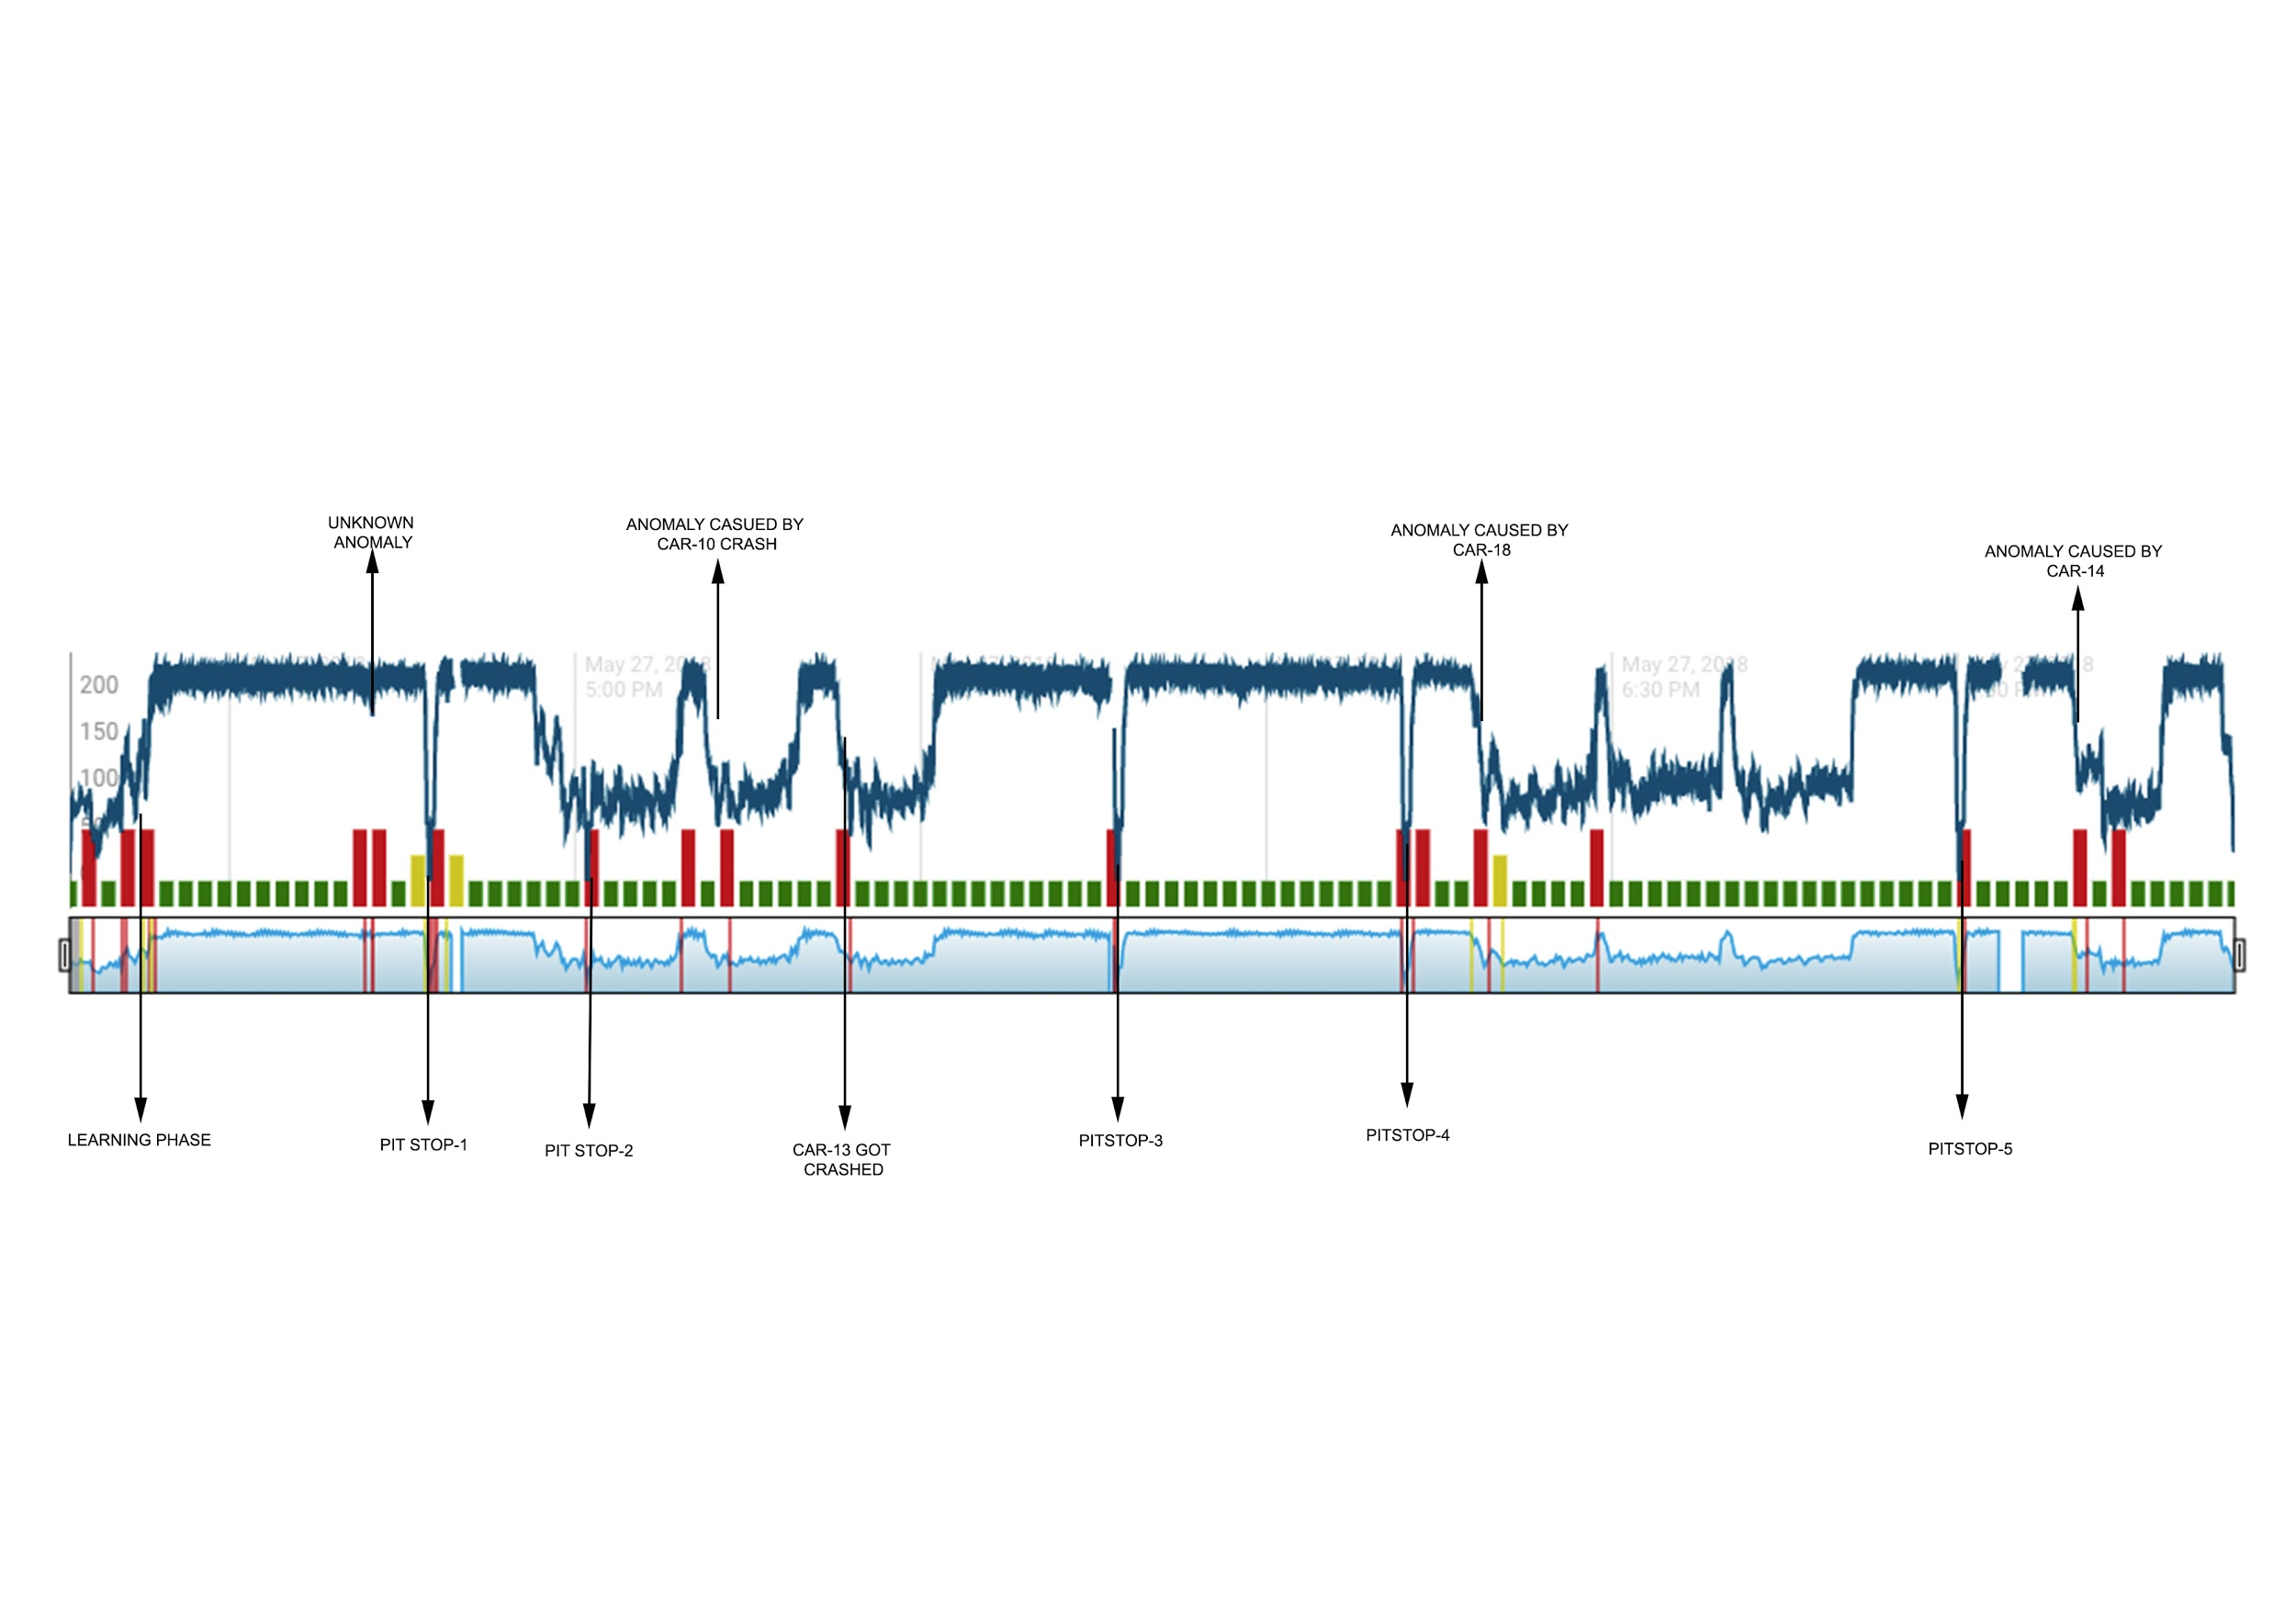 UNKNOWN
ANOMALY
ANOMALY CASUED BY
CAR-10 CRASH
ANOMALY CAUSED BY
CAR-18
ANOMALY CAUSED BY
CAR-14
200
150
100
May 27, 2018
5:00 PM
May 27, 2018
6:30 PM
LEARNING PHASE
PIT STOP-1
PIT STOP-2
CAR-13 GOT
CRASHED
PITSTOP-3
PITSTOP-4
PITSTOP-5